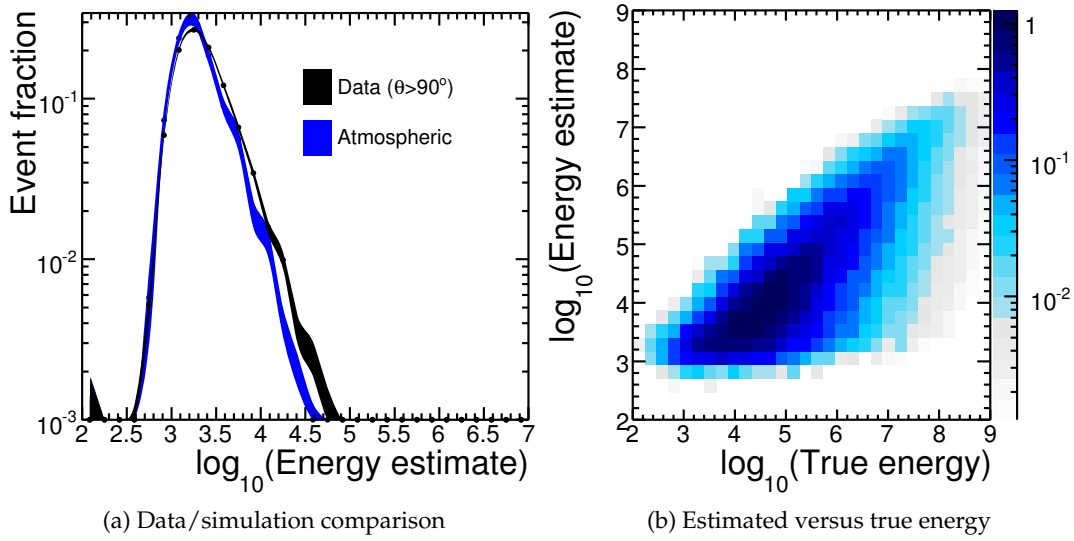 Event fraction
10⁻¹
10⁻²
10⁻³
Data (θ>90°)
Atmospheric
2 2.5 3 3.5 4 4.5 5 5.5 6 6.5 7
log₁₀(Energy estimate)
(a) Data/simulation comparison
log₁₀(Energy estimate)
9
8
7
6
5
4
3
2
2 3 4 5 6 7 8 9
log₁₀(True energy)
1
10⁻¹
10⁻²
(b) Estimated versus true energy